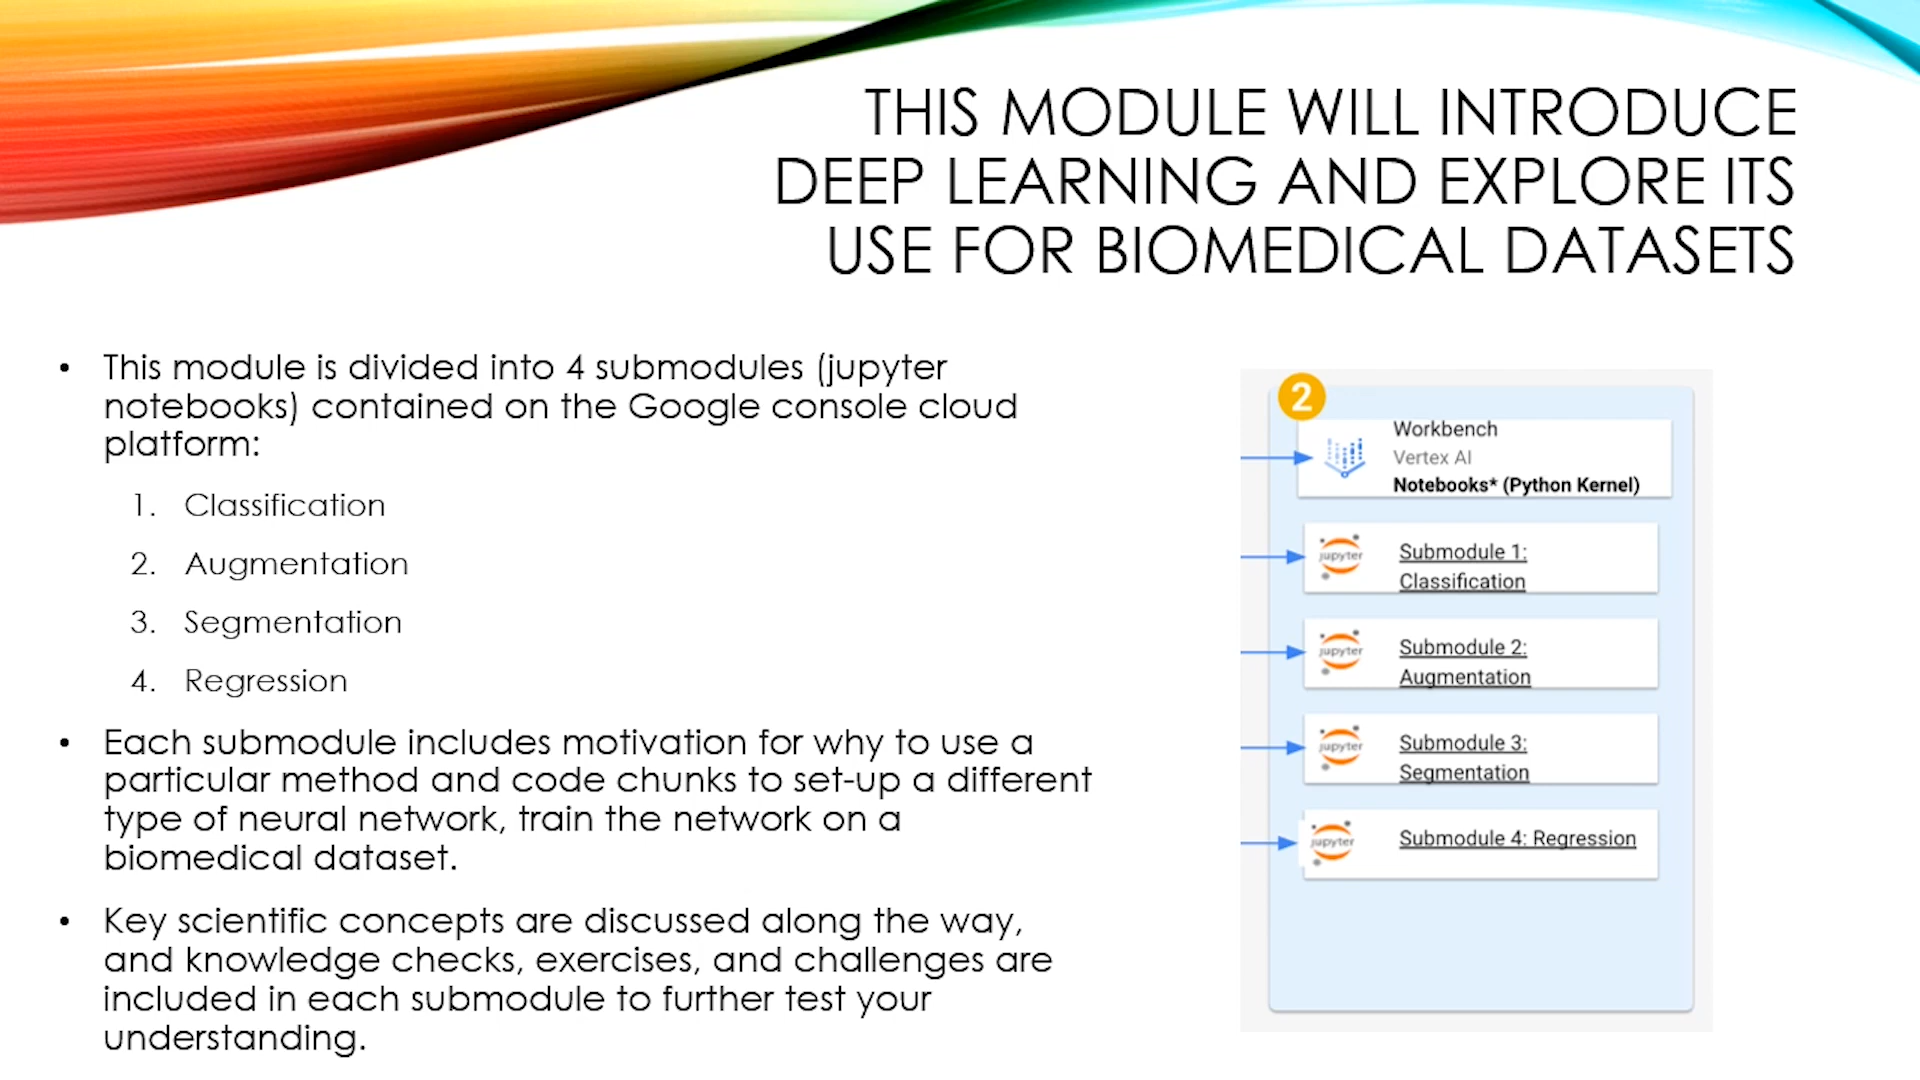 THIS MODULE WILL INTRODUCE
DEEP LEARNING AND EXPLORE ITS
USE FOR BIOMEDICAL DATASETS
• This module is divided into 4 submodules (jupyter
notebooks) contained on the Google console cloud
platform:
1. Classification
2. Augmentation
3. Segmentation
4. Regression
• Each submodule includes motivation for why to use a
particular method and code chunks to set-up a different
type of neural network, train the network on a
biomedical dataset.
• Key scientific concepts are discussed along the way,
and knowledge checks, exercises, and challenges are
included in each submodule to further test your
understanding.
2
Workbench
Vertex AI
Notebooks* (Python Kernel)
jupyter
Submodule 1:
Classification
jupyter
Submodule 2:
Augmentation
jupyter
Submodule 3:
Segmentation
jupyter
Submodule 4: Regression